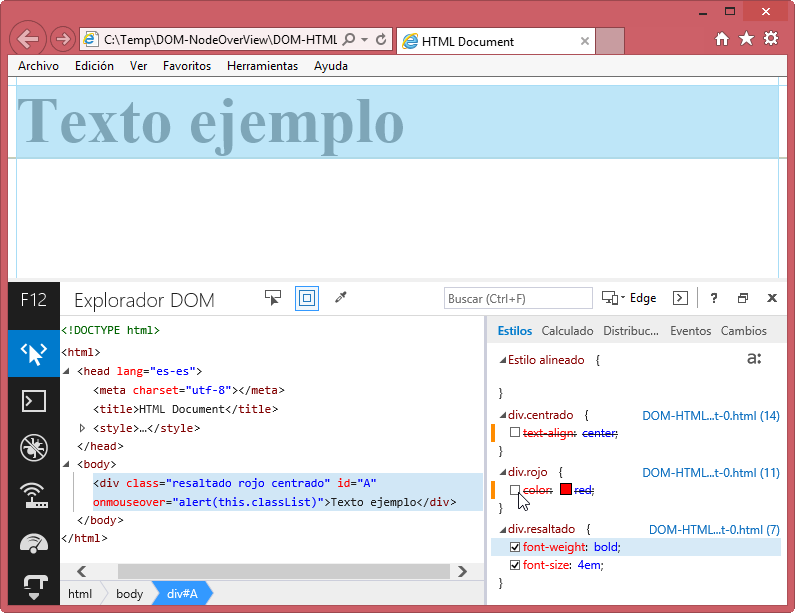 C:\Temp\DOM-NodeOverView\DOM-HTML
HTML Document
Archivo Edición Ver Favoritos Herramientas Ayuda
Texto ejemplo
F12 Explorador DOM
Buscar (Ctrl+F)
Edge
?
<!DOCTYPE html>
<html>
<head lang="es-es">
<meta charset="utf-8"></meta>
<title>HTML Document</title>
<style>…</style>
</head>
<body>
<div class="resaltado rojo centrado" id="A"
onmouseover="alert(this.classList)">Texto ejemplo</div>
</body>
</html>
html body div#A
Estilos Calculado Distribuc... Eventos Cambios
Estilo alineado {
a:
}
div.centrado { DOM-HTML...t-0.html (14)
text-align: center;
}
div.rojo { DOM-HTML...t-0.html (11)
color: red;
}
div.resaltado { DOM-HTML...t-0.html (7)
font-weight: bold;
font-size: 4em;
}